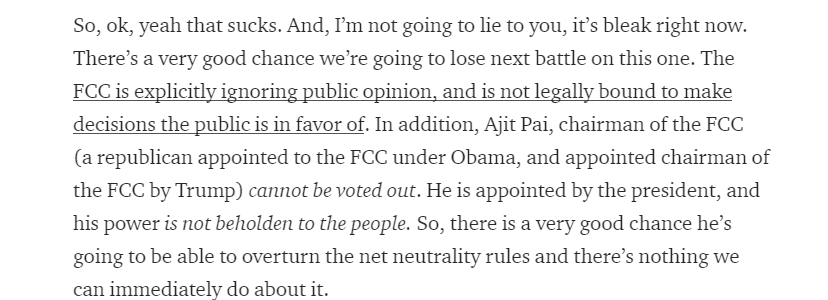 So, ok, yeah that sucks. And, I’m not going to lie to you, it’s bleak right now.
There’s a very good chance we’re going to lose next battle on this one. The
FCC is explicitly ignoring public opinion, and is not legally bound to make
decisions the public is in favor of. In addition, Ajit Pai, chairman of the FCC
(a republican appointed to the FCC under Obama, and appointed chairman of
the FCC by Trump) cannot be voted out. He is appointed by the president, and
his power is not beholden to the people. So, there is a very good chance he’s
going to be able to overturn the net neutrality rules and there’s nothing we
can immediately do about it.